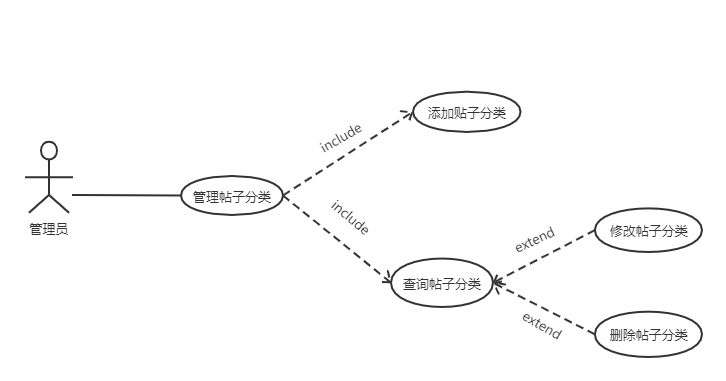 添加贴子分类
include
管理帖子分类
include
管理员
修改帖子分类
extend
查询帖子分类
extend
删除帖子分类